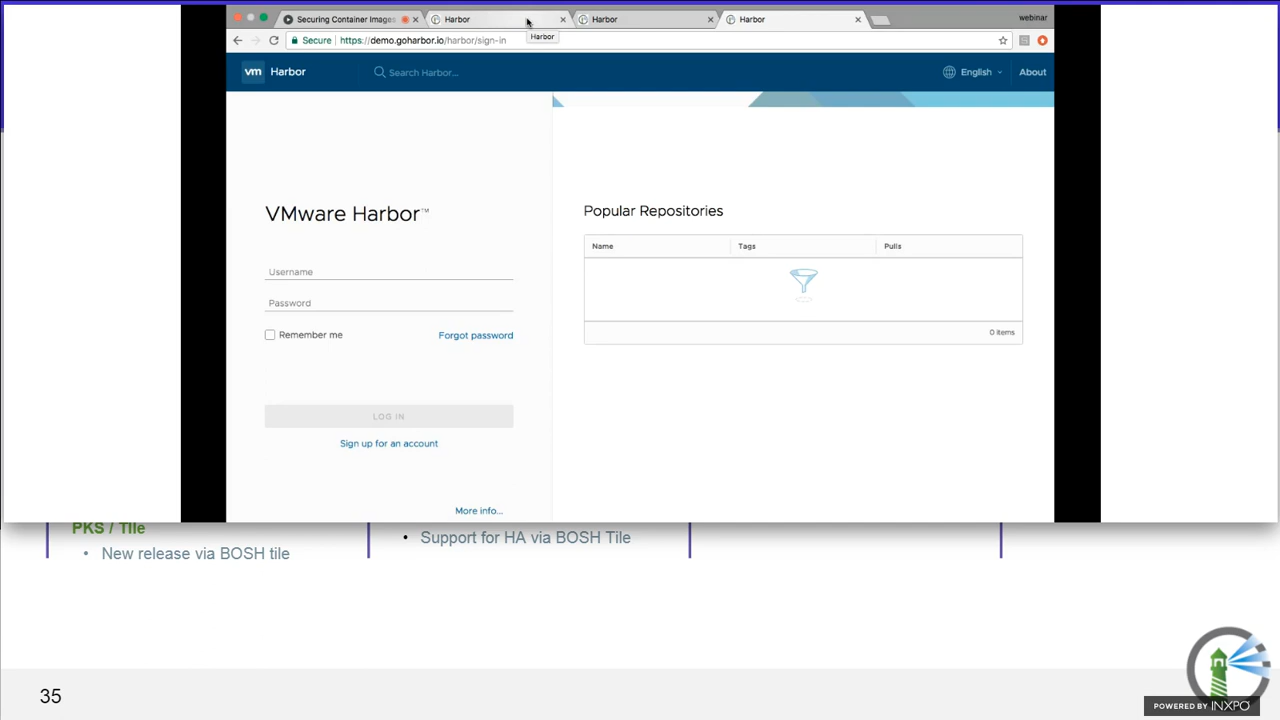 Securing Container Images
Harbor
Harbor
Harbor
webinar
Secure
https://demo.goharbor.io/harbor/sign-in
Harbor
vm Harbor
Search Harbor...
English
About
VMware Harbor™
Popular Repositories
Name
Tags
Pulls
0 items
Username
Password
Remember me
Forgot password
LOG IN
Sign up for an account
More info...
PKS / Tile
• New release via BOSH tile
• Support for HA via BOSH Tile
35
POWERED BY INXPO